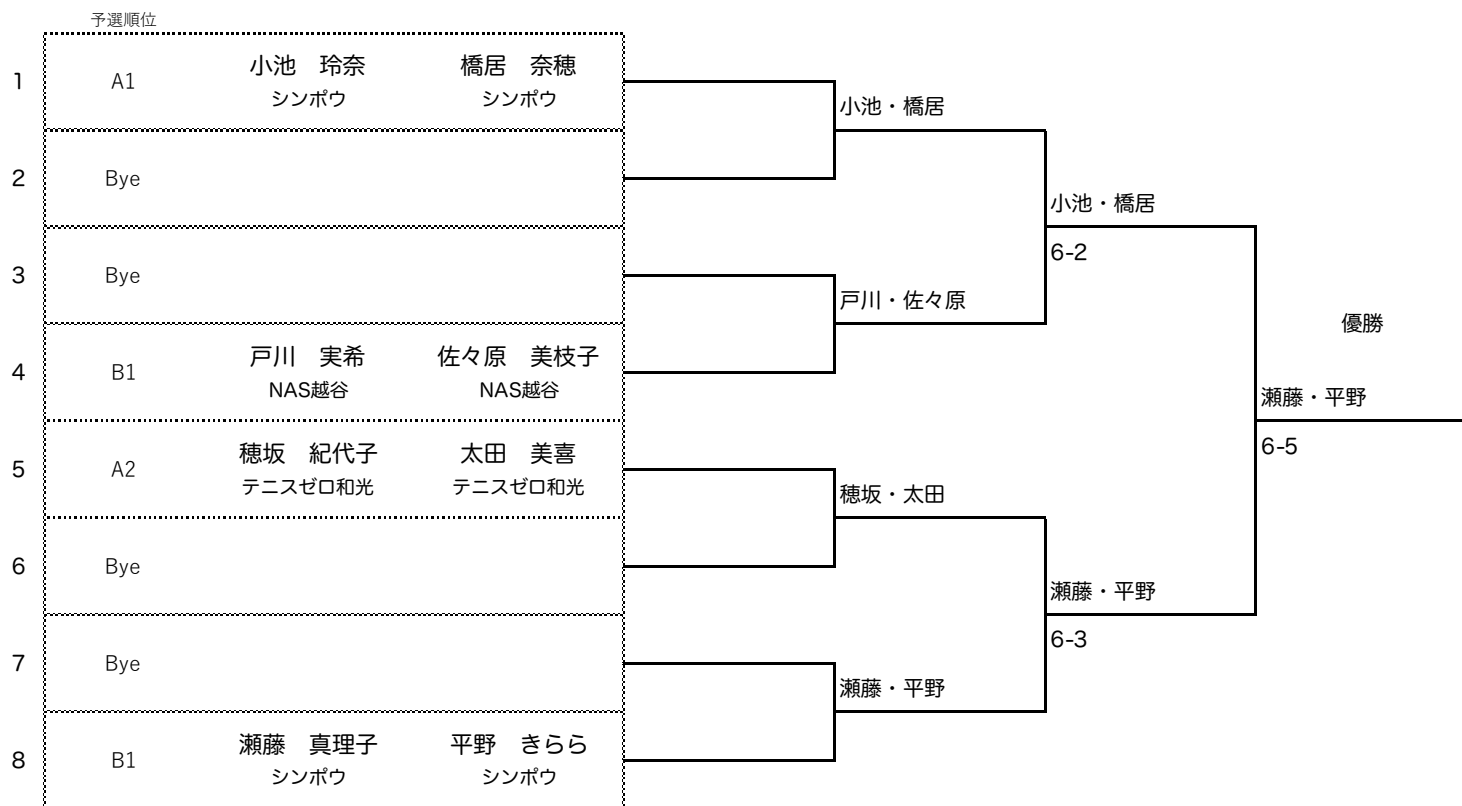 予選順位
1 A1 小池　玲奈 橋居　奈穂
シンポウ シンポウ
小池・橋居
2 Bye
小池・橋居
6-2
3 Bye
戸川・佐々原
4 B1 戸川　実希 佐々原　美枝子
NAS越谷 NAS越谷
優勝
瀬藤・平野
6-5
5 A2 穂坂　紀代子 太田　美喜
テニスゼロ和光 テニスゼロ和光
穂坂・太田
6 Bye
瀬藤・平野
6-3
7 Bye
瀬藤・平野
8 B1 瀬藤　真理子 平野　きらら
シンポウ シンポウ